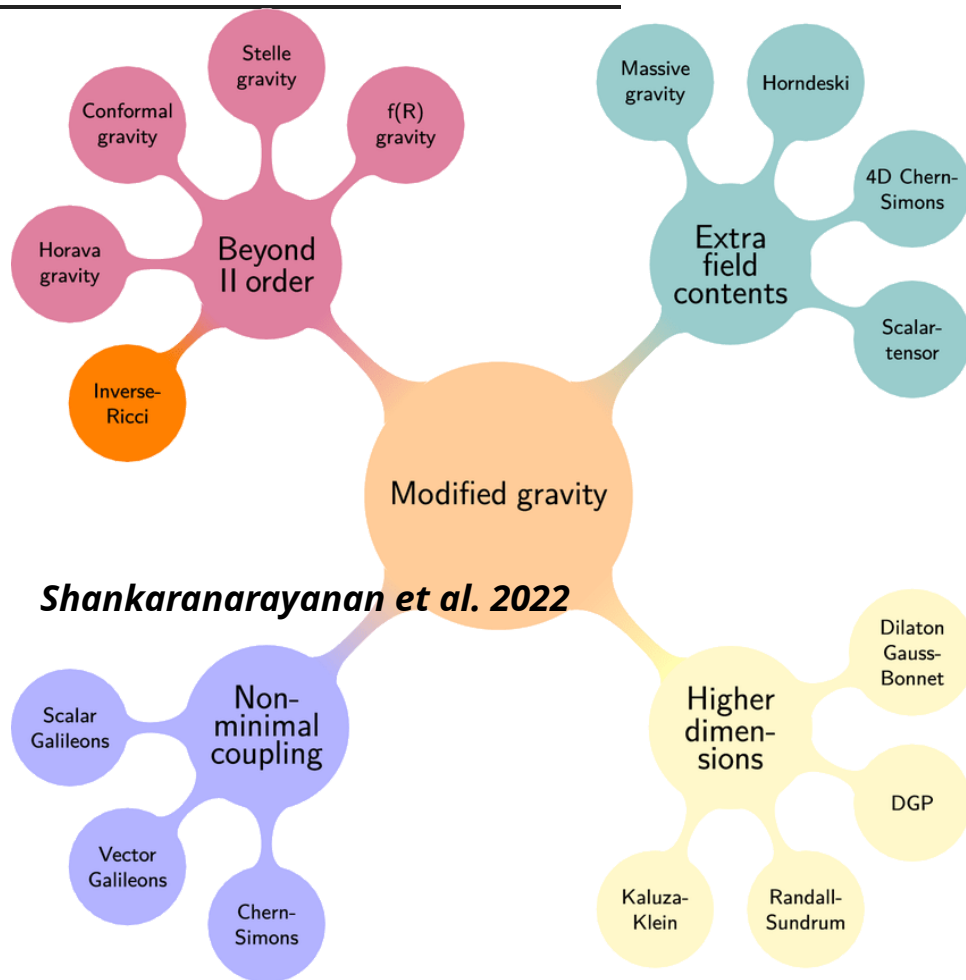 Stelle
gravity
Conformal
gravity
f(R)
gravity
Horava
gravity
Beyond
II order
Inverse-
Ricci
Massive
gravity
Horndeski
4D Chern-
Simons
Extra
field
contents
Scalar-
tensor
Modified gravity
Shankaranarayanan et al. 2022
Scalar
Galileons
Non-
minimal
coupling
Vector
Galileons
Chern-
Simons
Dilaton
Gauss-
Bonnet
Higher
dimen-
sions
DGP
Kaluza-
Klein
Randall-
Sundrum